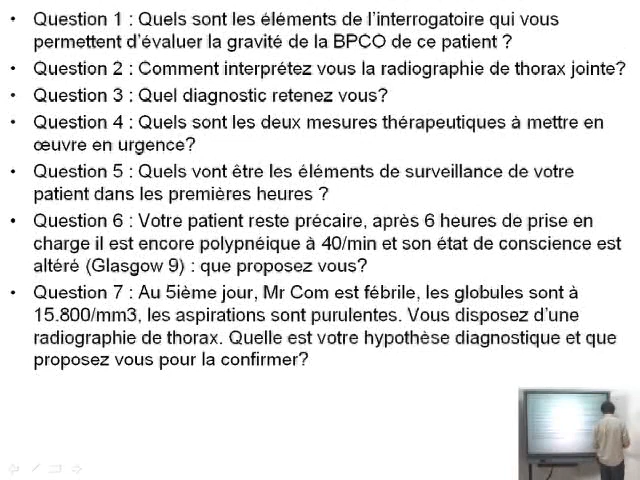 • Question 1 : Quels sont les éléments de l'interrogatoire qui vous
permettent d'évaluer la gravité de la BPCO de ce patient ?
• Question 2 : Comment interprétez vous la radiographie de thorax jointe?
• Question 3 : Quel diagnostic retenez vous?
• Question 4 : Quels sont les deux mesures thérapeutiques à mettre en
œuvre en urgence?
• Question 5 : Quels vont être les éléments de surveillance de votre
patient dans les premières heures ?
• Question 6 : Votre patient reste précaire, après 6 heures de prise en
charge il est encore polypnéique à 40/min et son état de conscience est
altéré (Glasgow 9) : que proposez vous?
• Question 7 : Au 5ième jour, Mr Com est fébrile, les globules sont à
15.800/mm3, les aspirations sont purulentes. Vous disposez d'une
radiographie de thorax. Quelle est votre hypothèse diagnostique et que
proposez vous pour la confirmer?